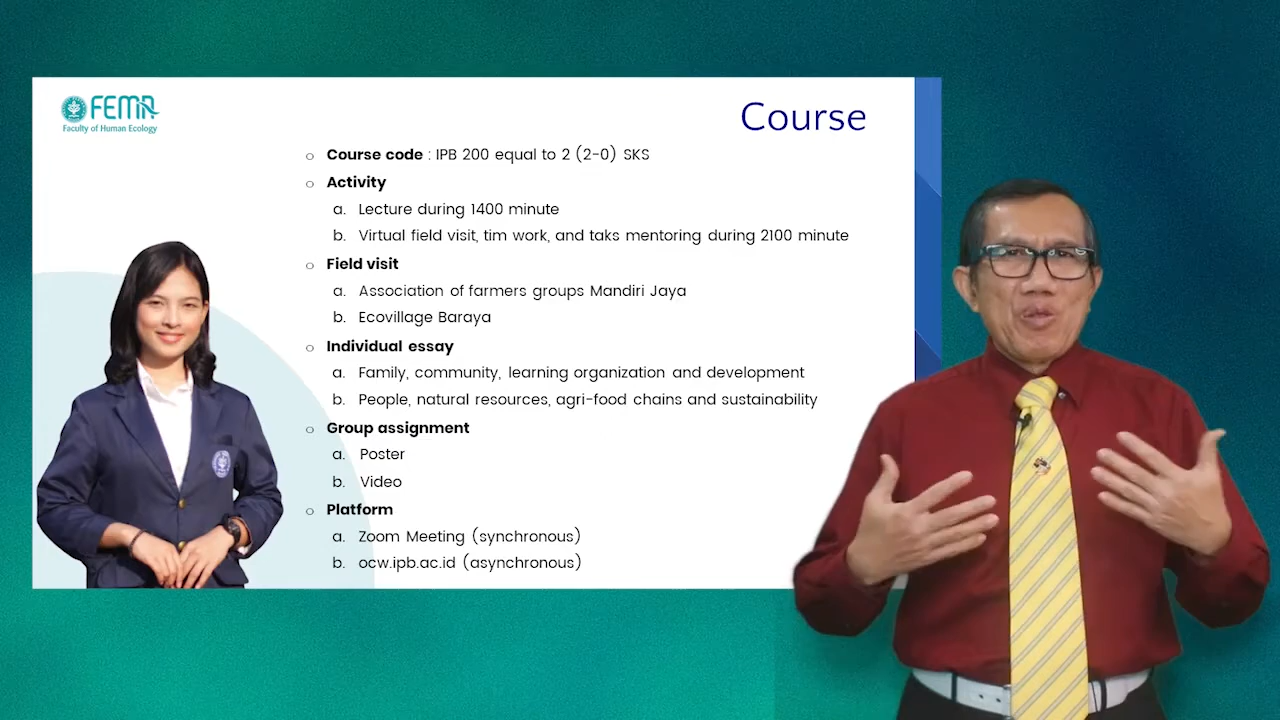 FEMA
Faculty of Human Ecology
Course
o Course code : IPB 200 equal to 2 (2-0) SKS
o Activity
a. Lecture during 1400 minute
b. Virtual field visit, tim work, and taks mentoring during 2100 minute
o Field visit
a. Association of farmers groups Mandiri Jaya
b. Ecovillage Baraya
o Individual essay
a. Family, community, learning organization and development
b. People, natural resources, agri-food chains and sustainability
o Group assignment
a. Poster
b. Video
o Platform
a. Zoom Meeting (synchronous)
b. ocw.ipb.ac.id (asynchronous)